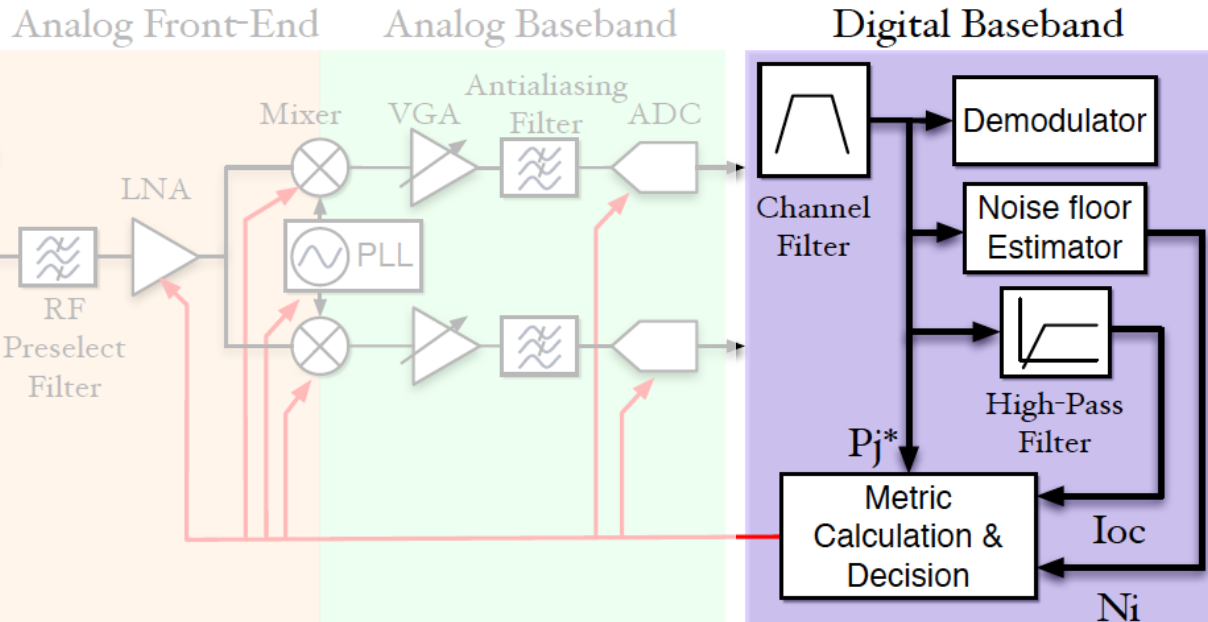 Analog Front-End
Analog Baseband
Digital Baseband
Mixer
VGA
Antialiasing
Filter
ADC
LNA
PLL
RF
Preselect
Filter
Channel
Filter
Demodulator
Noise floor
Estimator
High-Pass
Filter
Pj*
Metric
Calculation &
Decision
Ioc
Ni